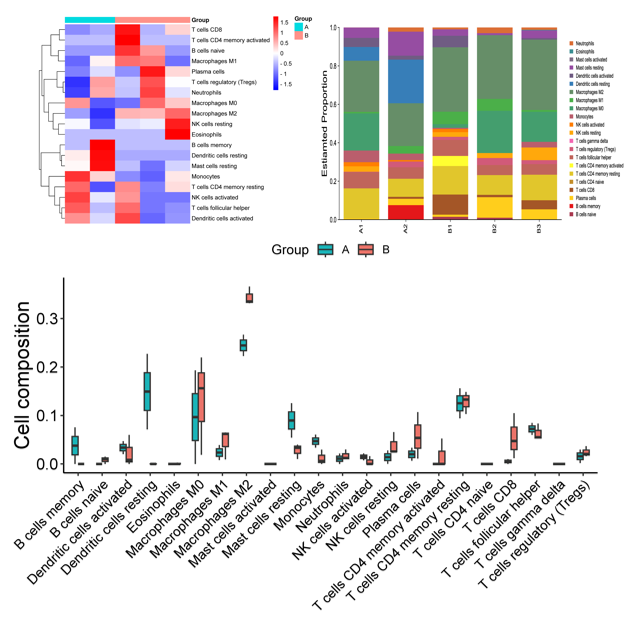 Group
T cells CD8
T cells CD4 memory activated
B cells naive
Macrophages M1
Plasma cells
T cells regulatory (Tregs)
Neutrophils
Macrophages M0
Macrophages M2
NK cells resting
Eosinophils
B cells memory
Dendritic cells resting
Mast cells resting
Monocytes
T cells CD4 memory resting
NK cells activated
T cells follicular helper
Dendritic cells activated
1.5
1
0.5
0
- 0.5
- 1
- 1.5
Group
A
B
Estiamted Proportion
1.0
0.8
0.6
0.4
0.2
0.0
A1
A2
B1
B2
B3
Neutrophils
Eosinophils
Mast cells activated
Mast cells resting
Dendritic cells activated
Dendritic cells resting
Macrophages M2
Macrophages M1
Macrophages M0
Monocytes
NK cells activated
NK cells resting
T cells gamma delta
T cells regulatory (Tregs)
T cells follicular helper
T cells CD4 memory activated
T cells CD4 memory resting
T cells CD4 naive
T cells CD8
Plasma cells
B cells memory
B cells naive
Group A B
Cell composition
0.3
0.2
0.1
0.0
B cells memory
B cells naive
Dendritic cells activated
Dendritic cells resting
Eosinophils
Macrophages M0
Macrophages M1
Macrophages M2
Mast cells activated
Mast cells resting
Monocytes
Neutrophils
NK cells activated
NK cells resting
Plasma cells
T cells CD4 memory activated
T cells CD4 memory resting
T cells CD4 naive
T cells CD8
T cells follicular helper
T cells gamma delta
T cells regulatory (Tregs)